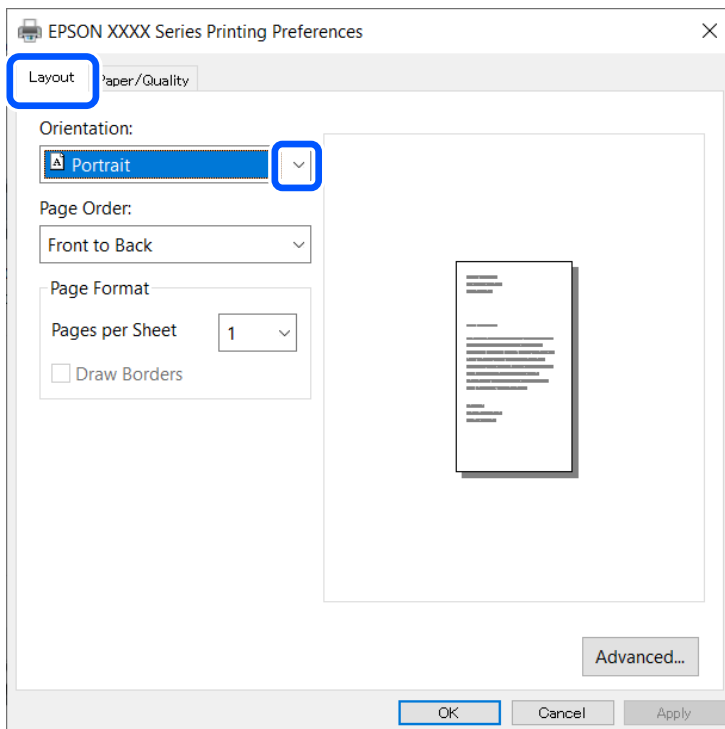 EPSON XXXX Series Printing Preferences
Layout
Paper/Quality
Orientation:
A Portrait
Page Order:
Front to Back
Page Format
Pages per Sheet
1
Draw Borders
Advanced...
OK
Cancel
Apply